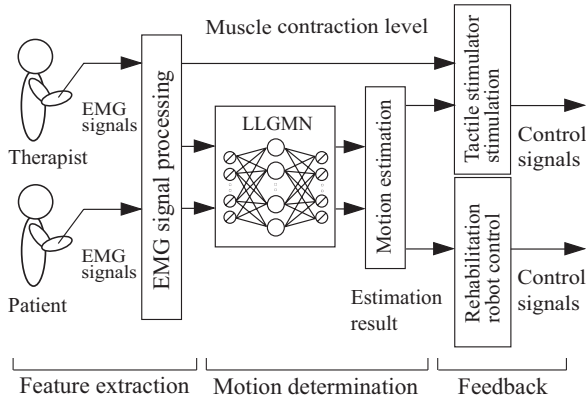 Muscle contraction level
EMG
signals
Therapist
EMG signal processing
LLGMN
Motion estimation
Tactile stimulator
stimulation
Control
signals
EMG
signals
Patient
Estimation
result
Rehabilitation
robot control
Control
signals
Feature extraction
Motion determination
Feedback